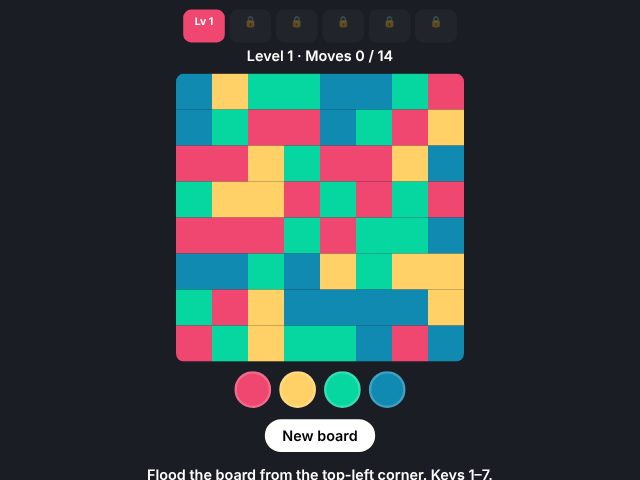 Lv 1
Level 1 · Moves 0 / 14
New board
Flood the board from the top-left corner. Keys 1–7.